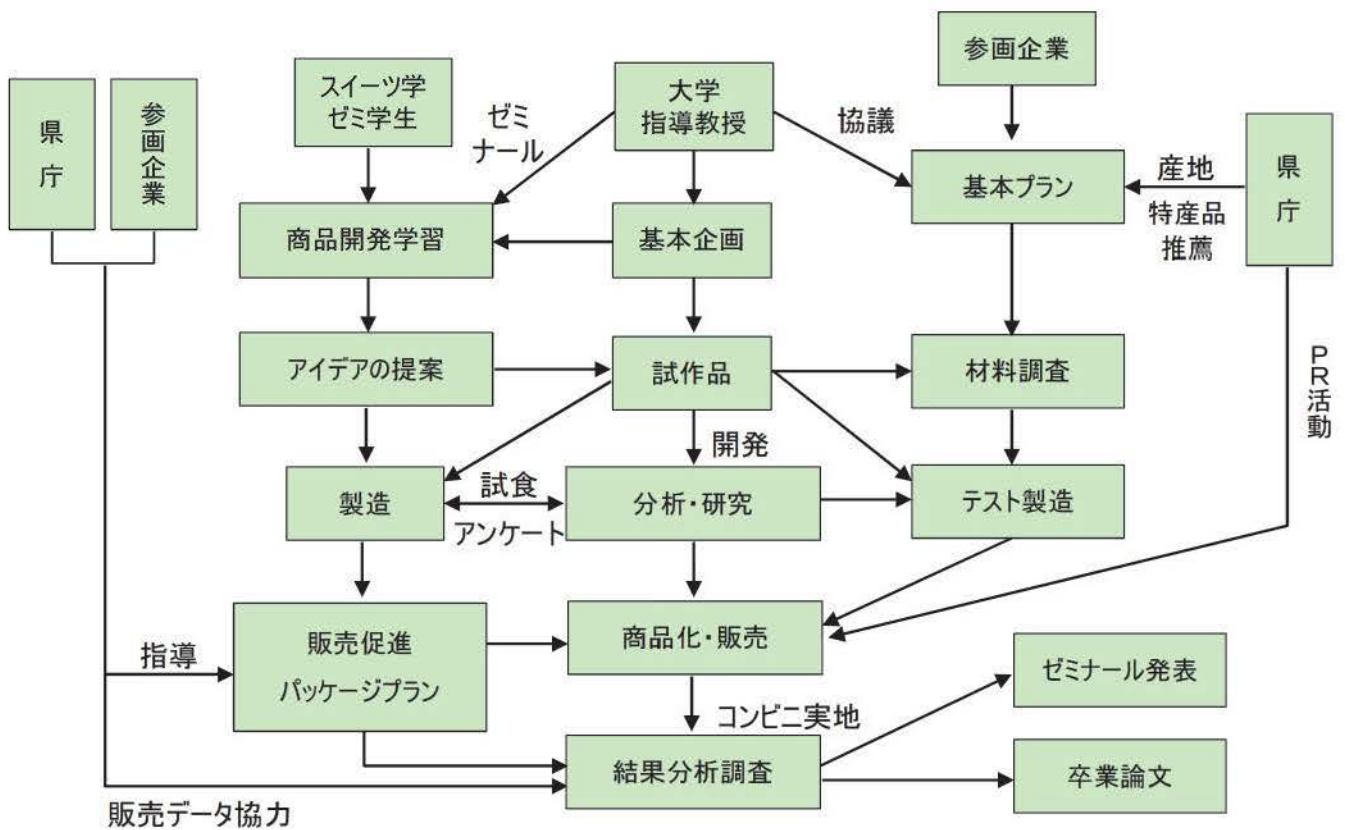 参画企業
県庁
参画企業
スイーツ学
ゼミ学生
ゼミ
ナール
大学
指導教授
協議
基本プラン
産地
特産品
推薦
県庁
商品開発学習
基本企画
アイデアの提案
試作品
材料調査
PR活動
開発
製造
試食
アンケート
分析・研究
テスト製造
販売促進
パッケージプラン
商品化・販売
指導
ゼミナール発表
コンビニ実地
結果分析調査
卒業論文
販売データ協力